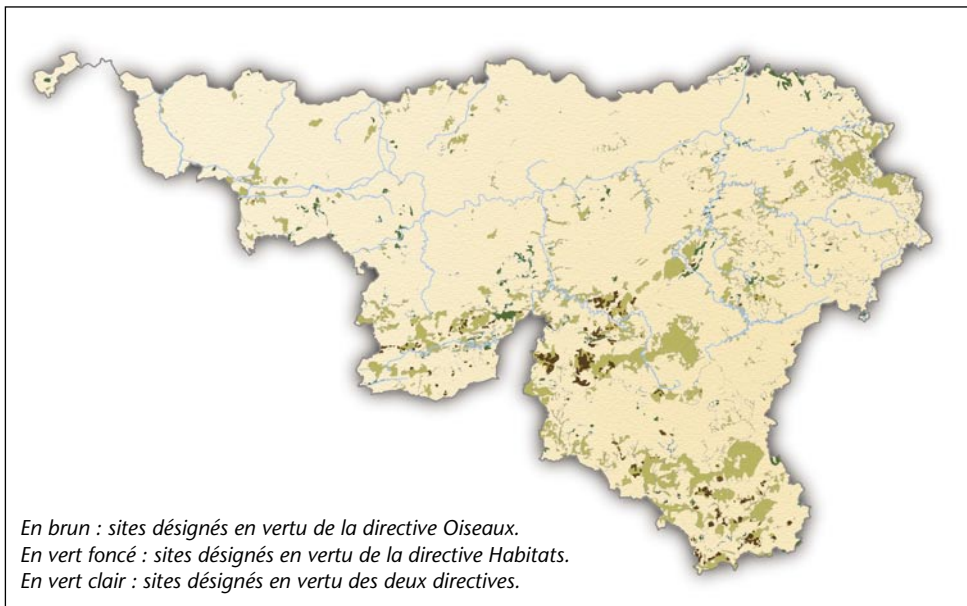 En brun : sites désignés en vertu de la directive Oiseaux.
En vert foncé : sites désignés en vertu de la directive Habitats.
En vert clair : sites désignés en vertu des deux directives.